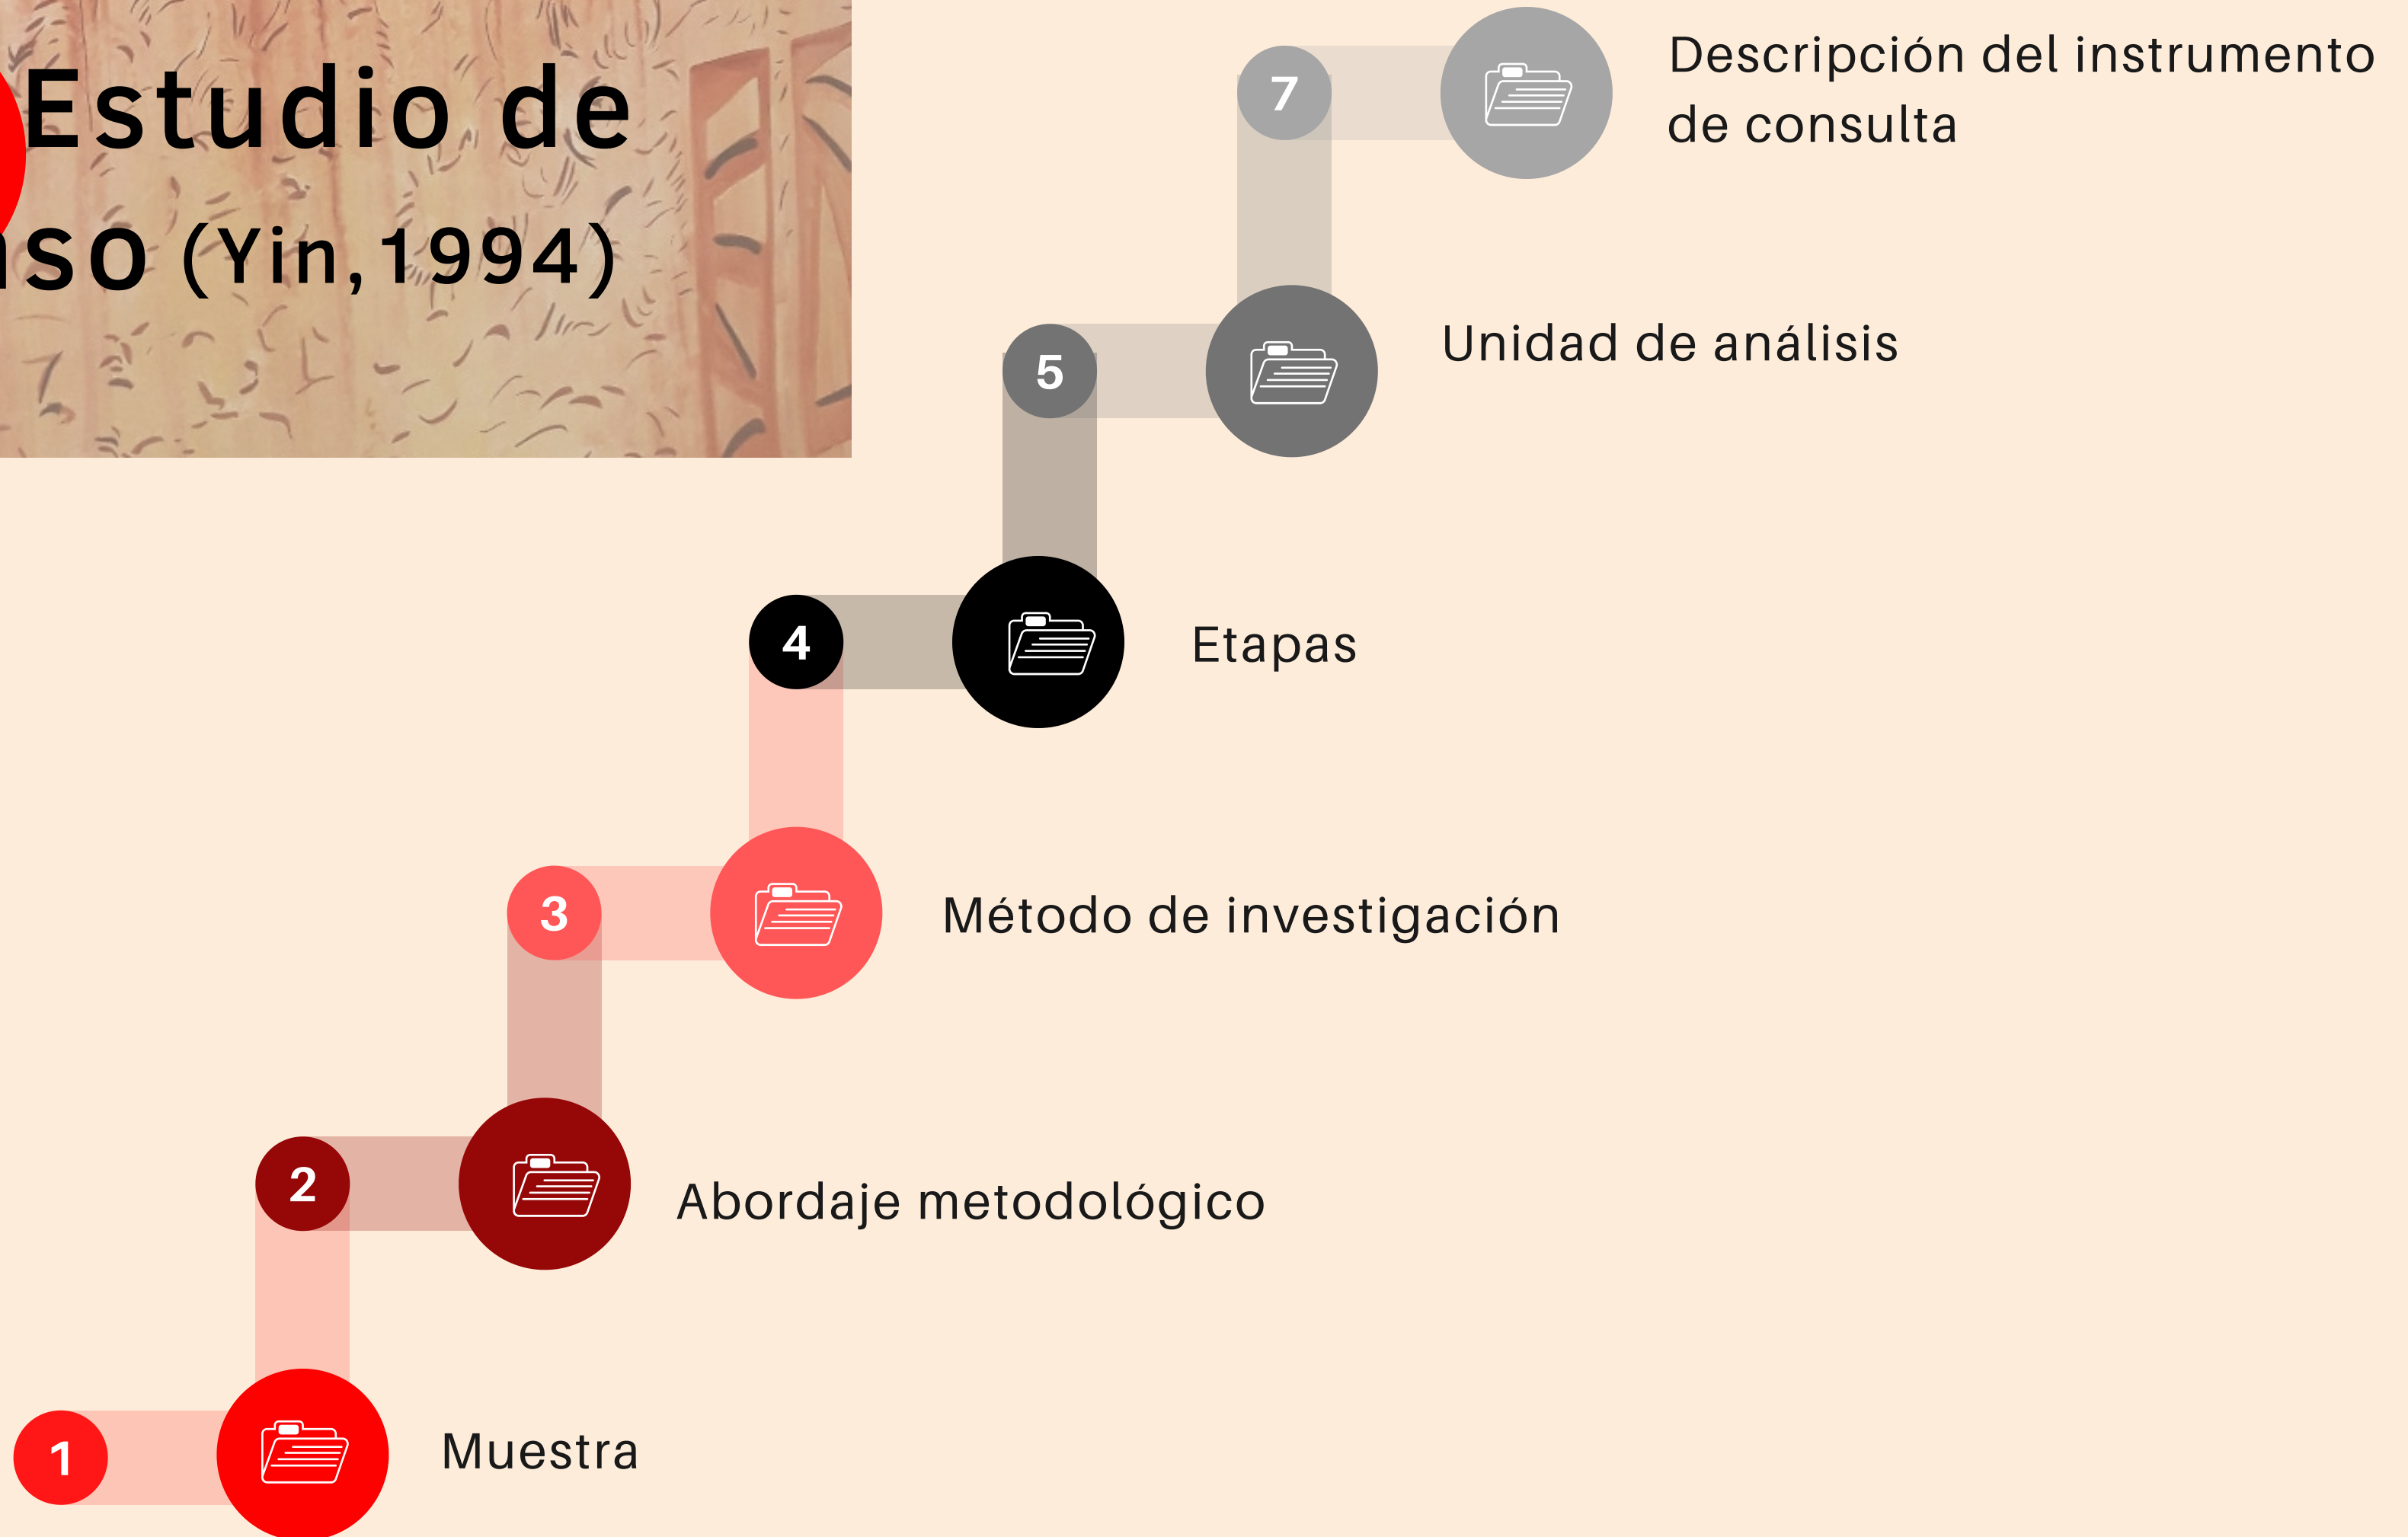 Estudio de
(Yin, 1994)
7
Descripción del instrumento
de consulta
5
Unidad de análisis
4
Etapas
3
Método de investigación
2
Abordaje metodológico
1
Muestra